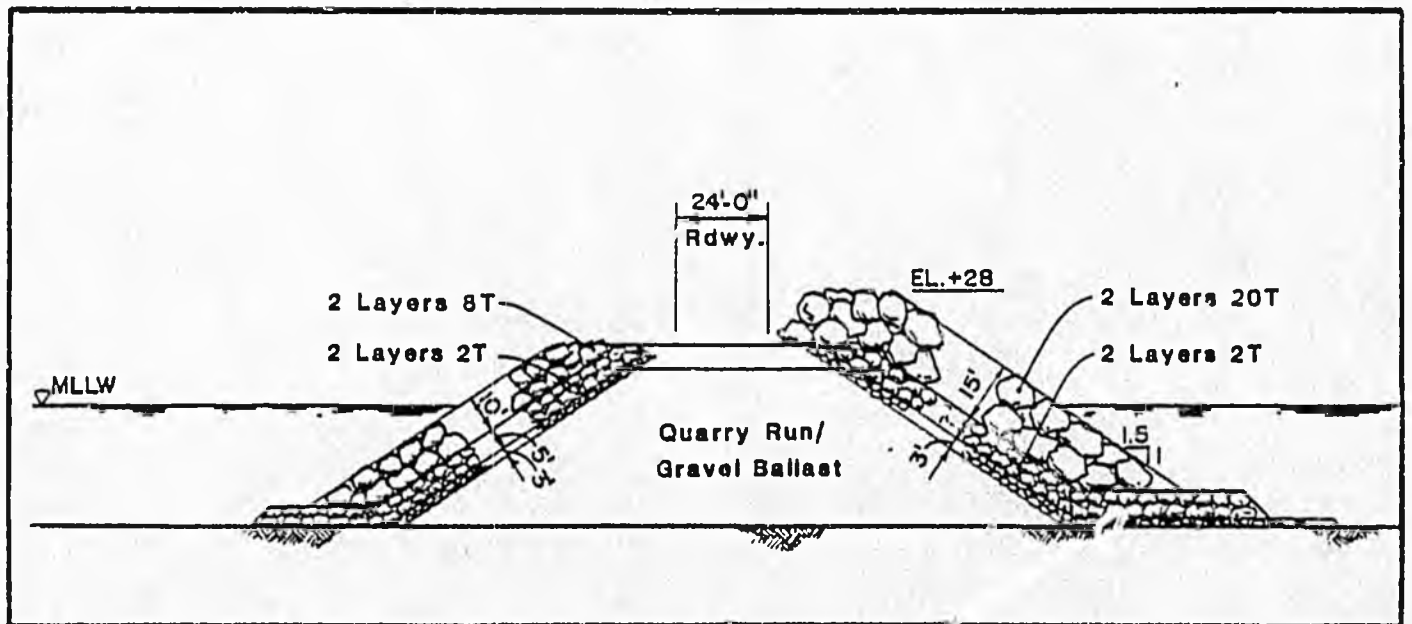 24'-0"
Rdwy.
EL.+28
2 Layers 8T
2 Layers 20T
2 Layers 2T
2 Layers 2T
MLLW
10'
15'
5'
3'
3'
1.5
1
Quarry Run/
Gravel Ballast